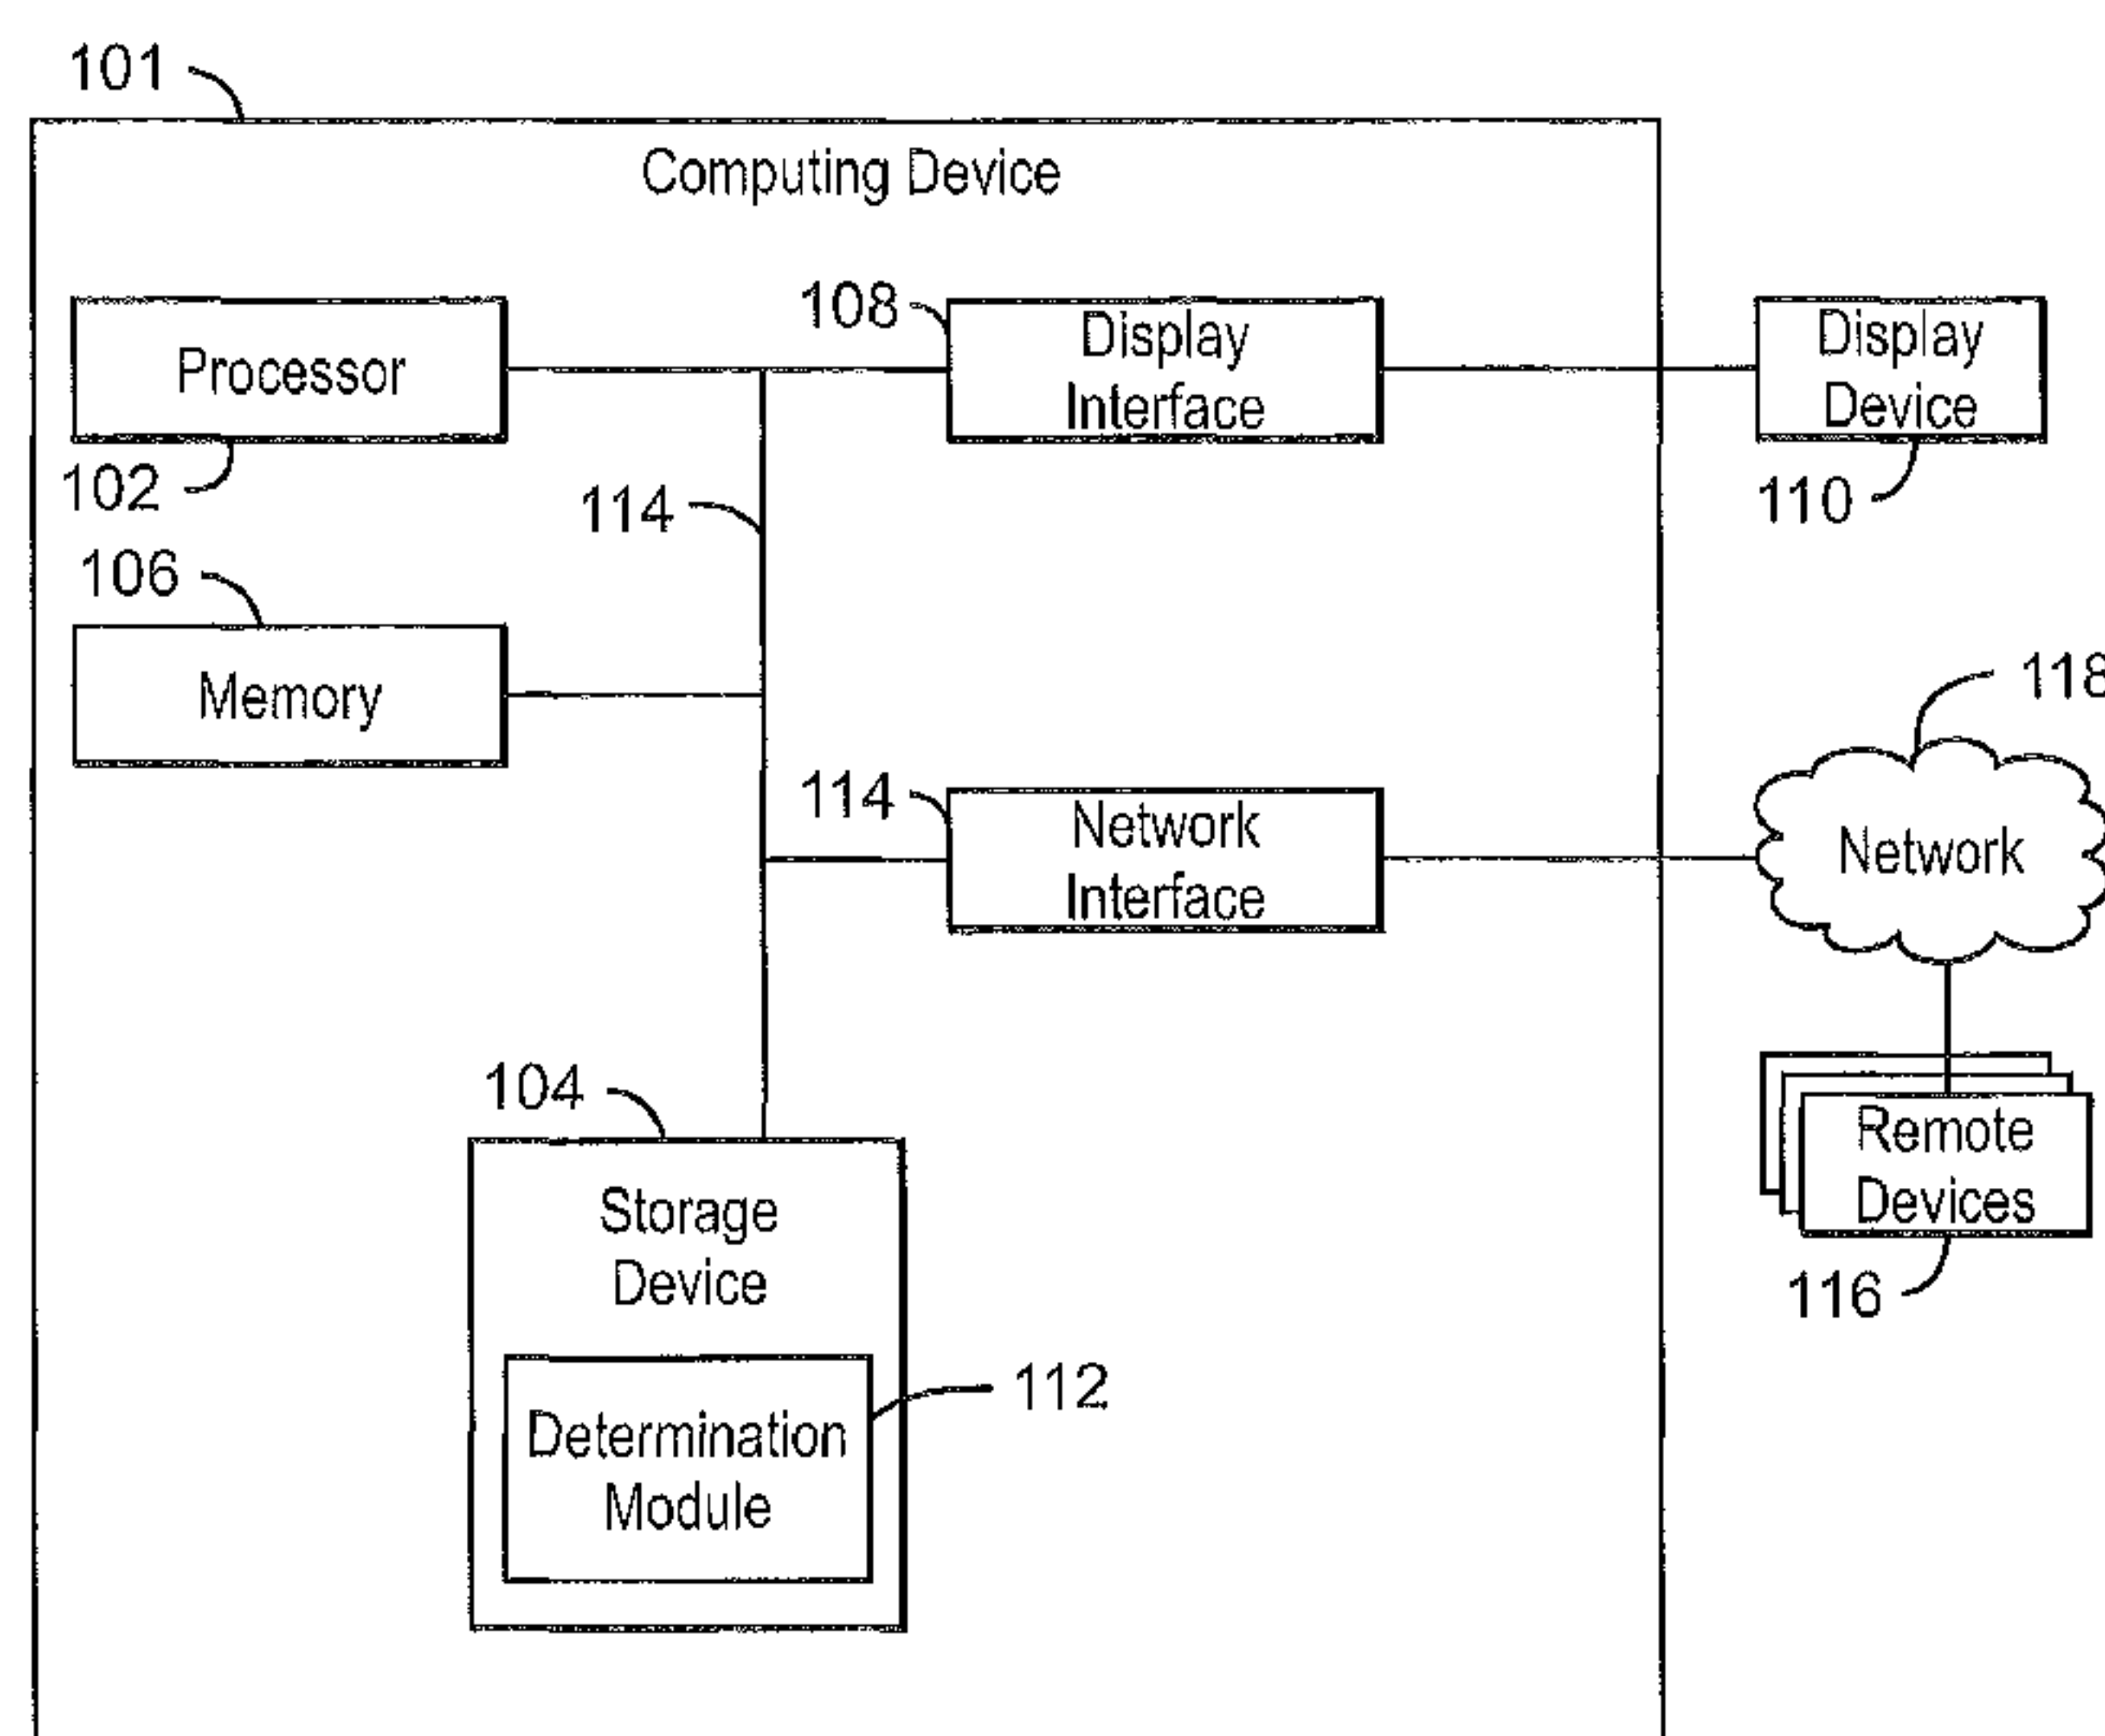 101
Computing Device
108
Display
Interface
Display
Device
Processor
102
114
110
106
Memory
118
114
Network
Interface
Network
104
Storage
Device
Remote
Devices
116
112
Determination
Module